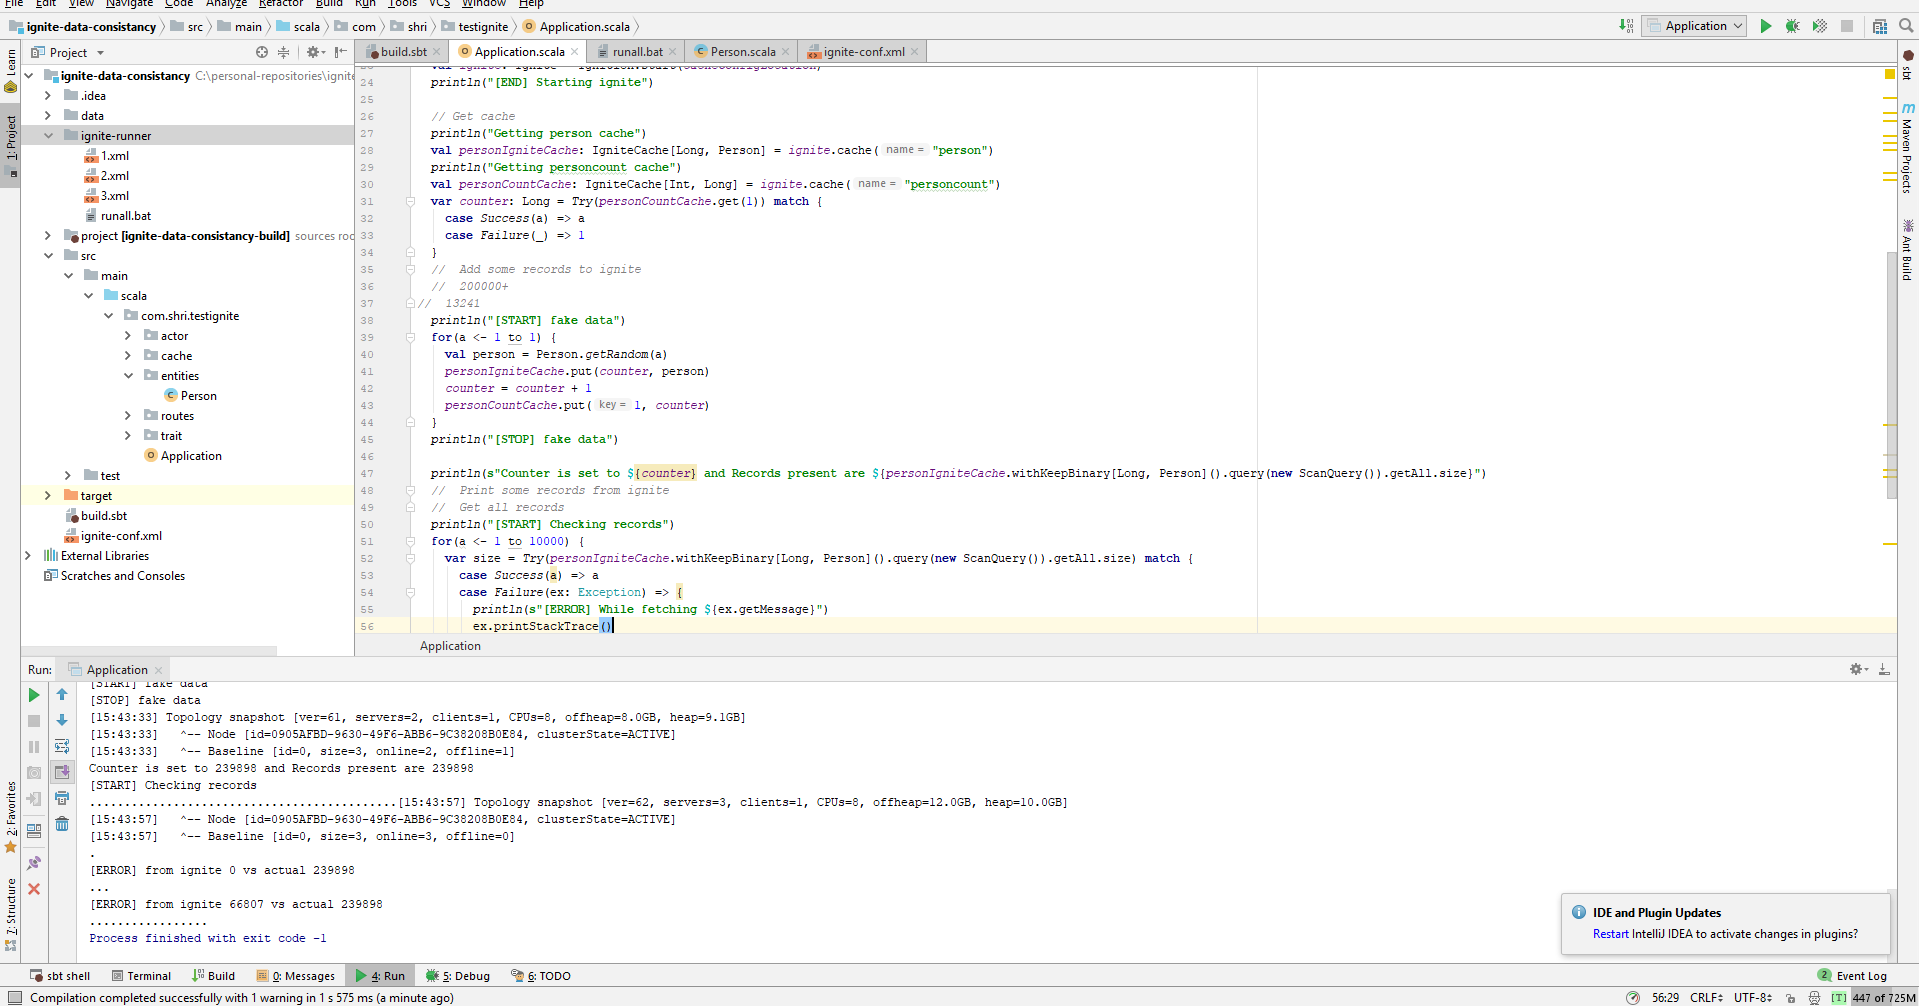 File Edit View Navigate Code Analyze Refactor Build Run Tools VCS Window Help
ignite-data-consistancy src main scala com shri testignite Application.scala
Application
Project
build.sbt Application.scala runall.bat Person.scala ignite-conf.xml
Learn
1: Project
2: Favorites
7: Structure
sbt
Maven Projects
Ant Build
ignite-data-consistancy C:\personal-repositories\ignite
.idea
data
ignite-runner
1.xml
2.xml
3.xml
runall.bat
project [ignite-data-consistancy-build] sources roo
src
main
scala
com.shri.testignite
actor
cache
entities
Person
routes
trait
Application
test
target
build.sbt
ignite-conf.xml
External Libraries
Scratches and Consoles
24 println("[END] Starting ignite")
25
26 // Get cache
27 println("Getting person cache")
28 val personIgniteCache: IgniteCache[Long, Person] = ignite.cache( name = "person")
29 println("Getting personcount cache")
30 val personCountCache: IgniteCache[Int, Long] = ignite.cache( name = "personcount")
31 var counter: Long = Try(personCountCache.get(1)) match {
32 case Success(a) => a
33 case Failure(_) => 1
34 }
35 // Add some records to ignite
36 // 200000+
37 // 13241
38 println("[START] fake data")
39 for(a <- 1 to 1) {
40 val person = Person.getRandom(a)
41 personIgniteCache.put(counter, person)
42 counter = counter + 1
43 personCountCache.put( key = 1, counter)
44 }
45 println("[STOP] fake data")
46
47 println(s"Counter is set to ${counter} and Records present are ${personIgniteCache.withKeepBinary[Long, Person]().query(new ScanQuery()).getAll.size}")
48 // Print some records from ignite
49 // Get all records
50 println("[START] Checking records")
51 for(a <- 1 to 10000) {
52 var size = Try(personIgniteCache.withKeepBinary[Long, Person]().query(new ScanQuery()).getAll.size) match {
53 case Success(a) => a
54 case Failure(ex: Exception) => {
55 println(s"[ERROR] While fetching ${ex.getMessage}")
56 ex.printStackTrace()
Application
Run: Application
[START] fake data
[STOP] fake data
[15:43:33] Topology snapshot [ver=61, servers=2, clients=1, CPUs=8, offheap=8.0GB, heap=9.1GB]
[15:43:33] ^-- Node [id=0905AFBD-9630-49F6-ABB6-9C38208B0E84, clusterState=ACTIVE]
[15:43:33] ^-- Baseline [id=0, size=3, online=2, offline=1]
Counter is set to 239898 and Records present are 239898
[START] Checking records
............................................[15:43:57] Topology snapshot [ver=62, servers=3, clients=1, CPUs=8, offheap=12.0GB, heap=10.0GB]
[15:43:57] ^-- Node [id=0905AFBD-9630-49F6-ABB6-9C38208B0E84, clusterState=ACTIVE]
[15:43:57] ^-- Baseline [id=0, size=3, online=3, offline=0]
.
[ERROR] from ignite 0 vs actual 239898
...
[ERROR] from ignite 66807 vs actual 239898
.................
Process finished with exit code -1
IDE and Plugin Updates
Restart IntelliJ IDEA to activate changes in plugins?
sbt shell Terminal Build 0: Messages 4: Run 5: Debug 6: TODO
2 Event Log
Compilation completed successfully with 1 warning in 1 s 575 ms (a minute ago)
56:29 CRLF UTF-8 [T] 447 of 725M